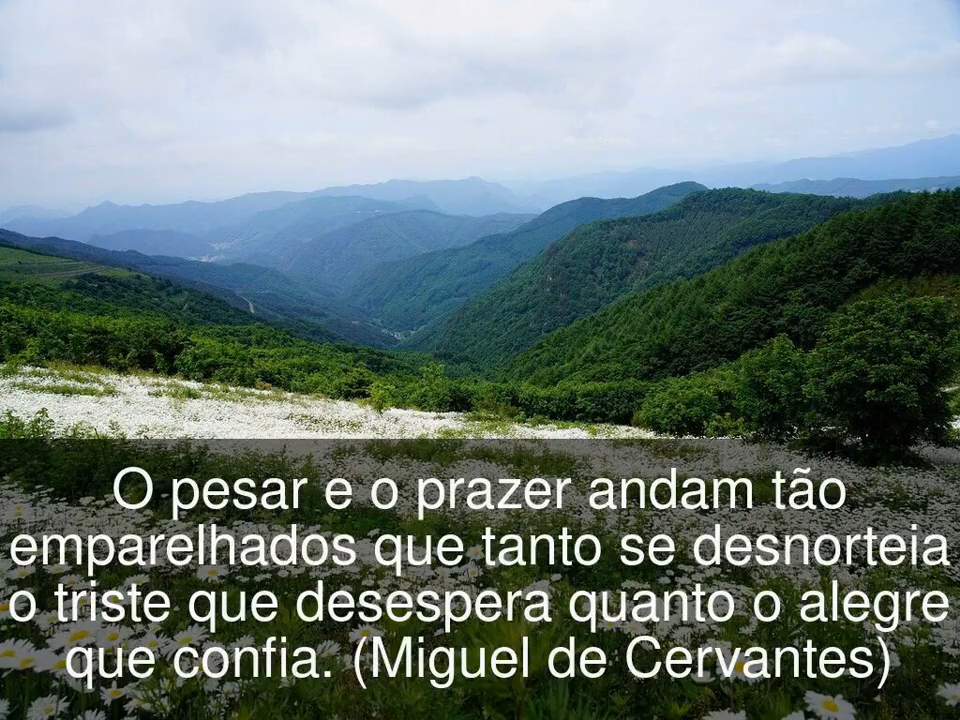 O pesar e o prazer andam tão
emparelhados que tanto se desnorteia
o triste que desespera quanto o alegre
que confia. (Miguel de Cervantes)